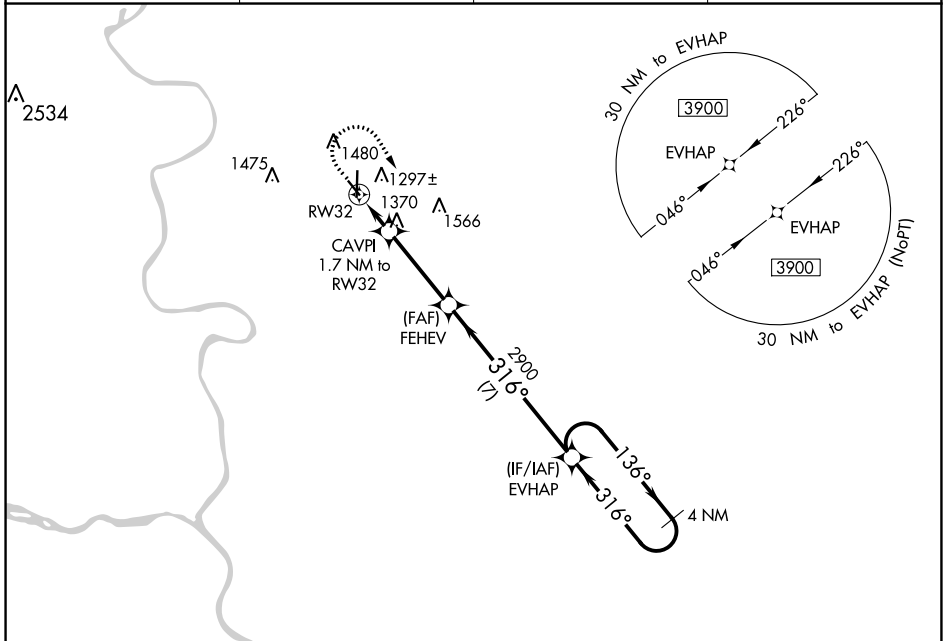 2534
1475
1480
1297±
1370
1566
RW32
CAVPI
1.7 NM to
RW32
(FAF)
FEHEV
2900
316°
(7)
(IF/IAF)
EVHAP
136°
316°
4 NM
30 NM to EVHAP
3900
226°
EVHAP
046°
226°
EVHAP
046°
3900
30 NM to EVHAP (NoPT)